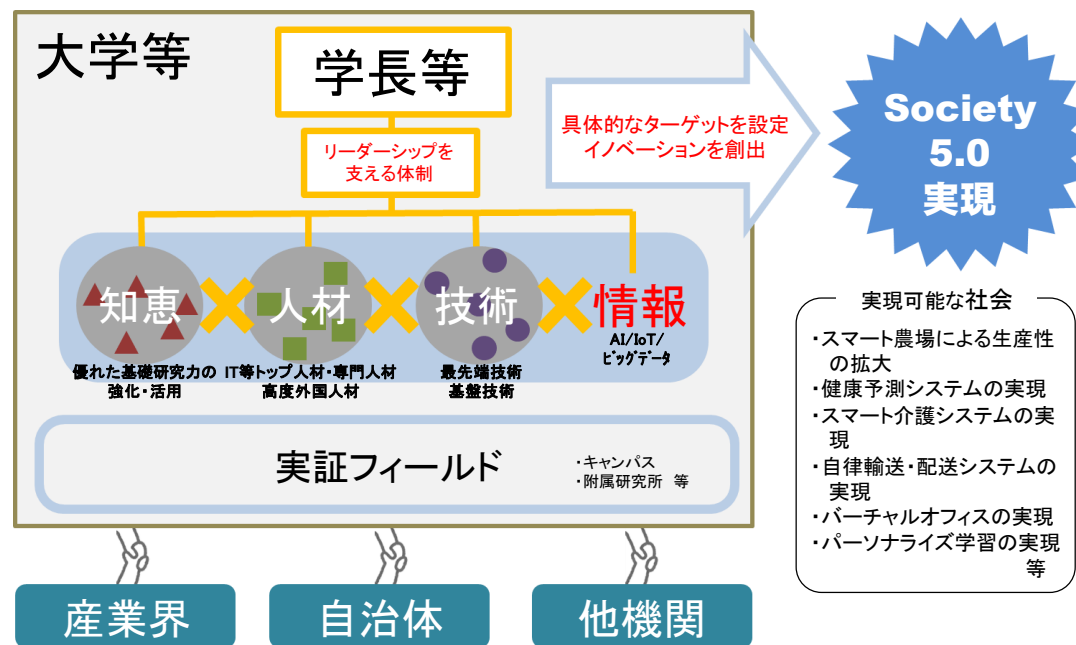 大学等
学長等
リーダーシップを
支える体制
具体的なターゲットを設定
イノベーションを創出
Society
5.0
実現
知恵
人材
技術
情報
AI/IoT/
ビッグデータ
優れた基礎研究力の
強化・活用
IT等トップ人材・専門人材
高度外国人材
最先端技術
基盤技術
実証フィールド
・キャンパス
・附属研究所 等
産業界
自治体
他機関
実現可能な社会
・スマート農場による生産性
の拡大
・健康予測システムの実現
・スマート介護システムの実
現
・自律輸送・配送システムの
実現
・バーチャルオフィスの実現
・パーソナライズ学習の実現
等